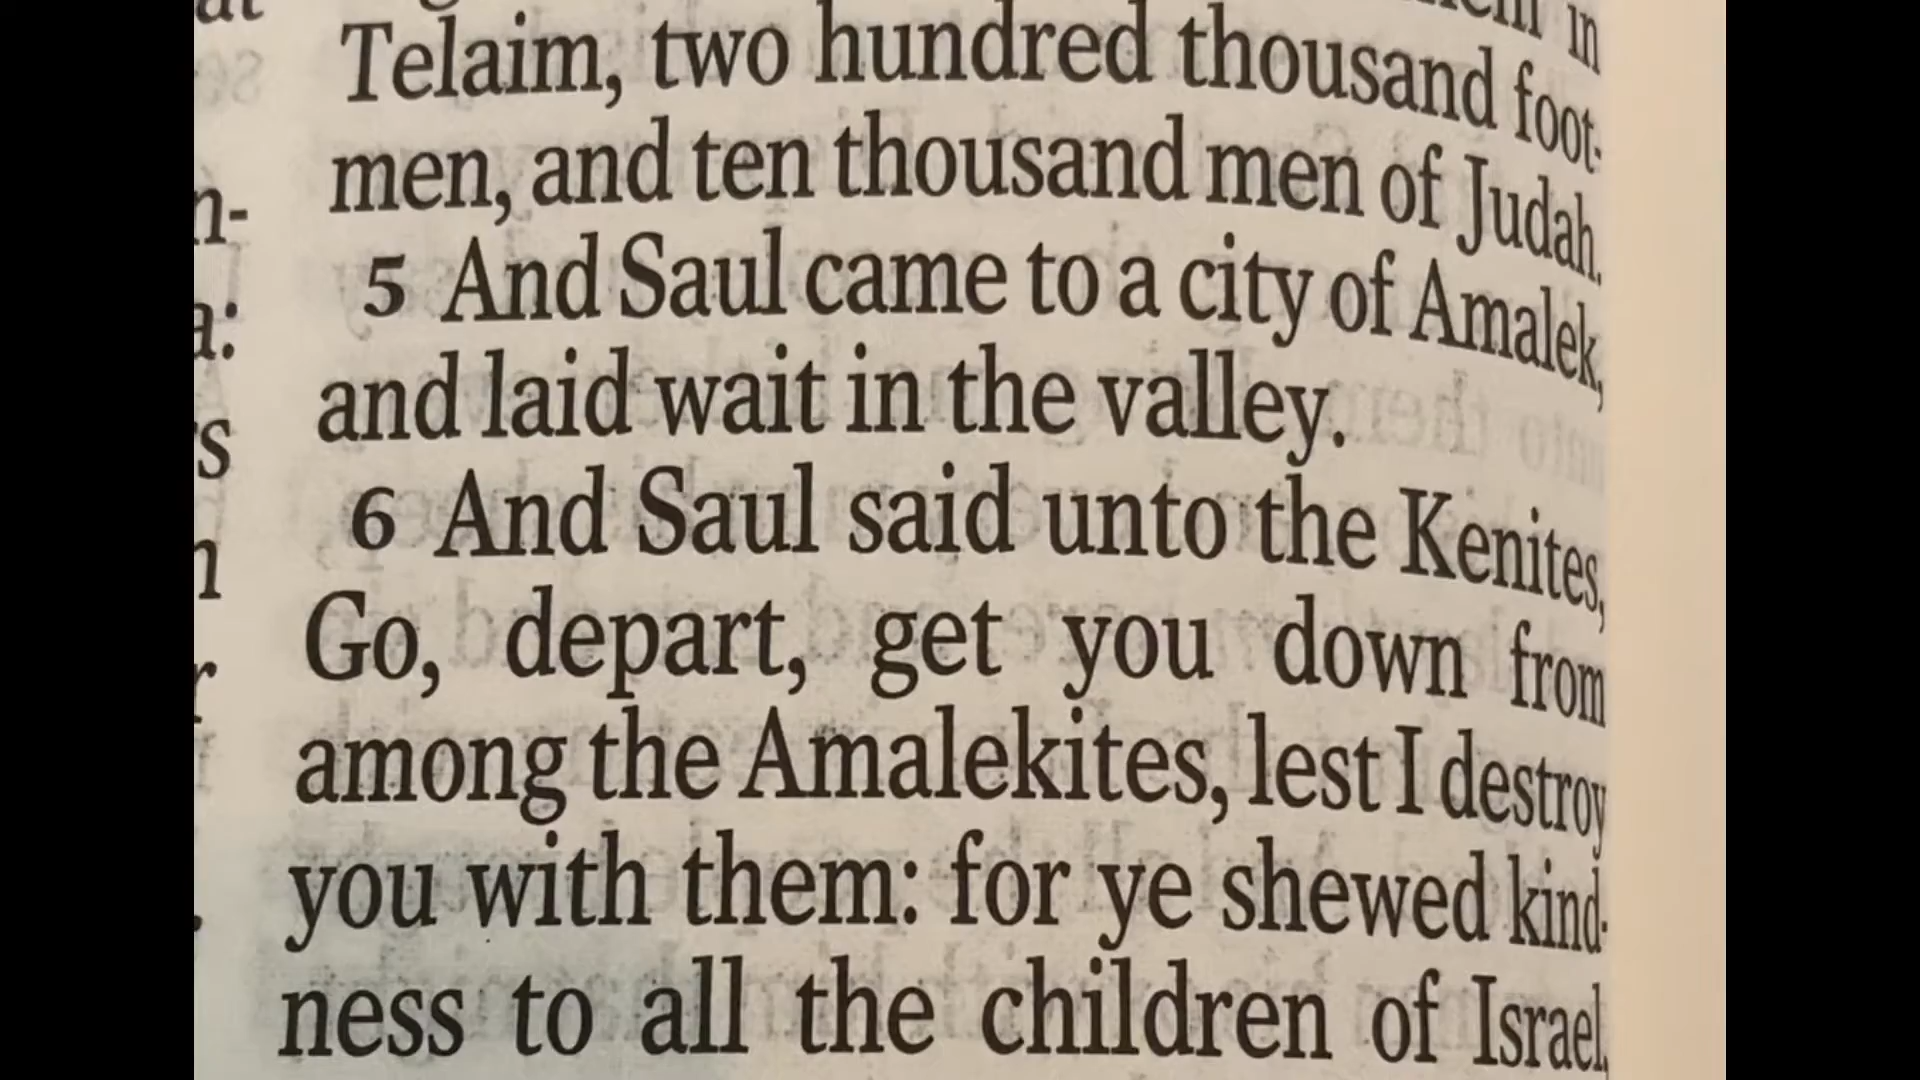 in
Telaim, two hundred thousand foot-
men, and ten thousand men of Judah.
5 And Saul came to a city of Amalek,
and laid wait in the valley.
6 And Saul said unto the Kenites,
Go, depart, get you down from
among the Amalekites, lest I destroy
you with them: for ye shewed kind-
ness to all the children of Israel,